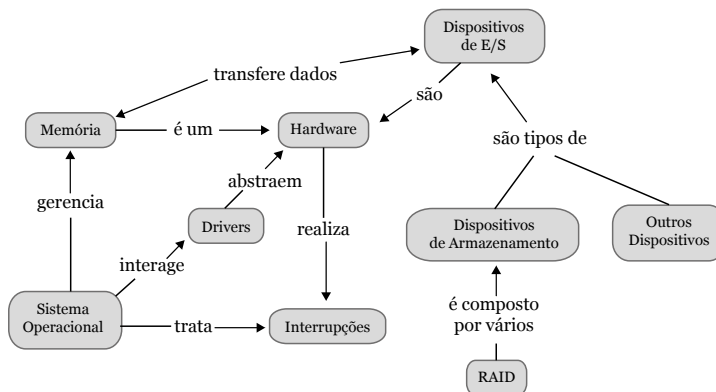 Dispositivos
de E/S
transfere dados
são
Memória
é um
Hardware
são tipos de
abstraem
gerencia
Drivers
realiza
Dispositivos
de Armazenamento
Outros
Dispositivos
interage
Sistema
Operacional
trata
Interrupções
é composto
por vários
RAID